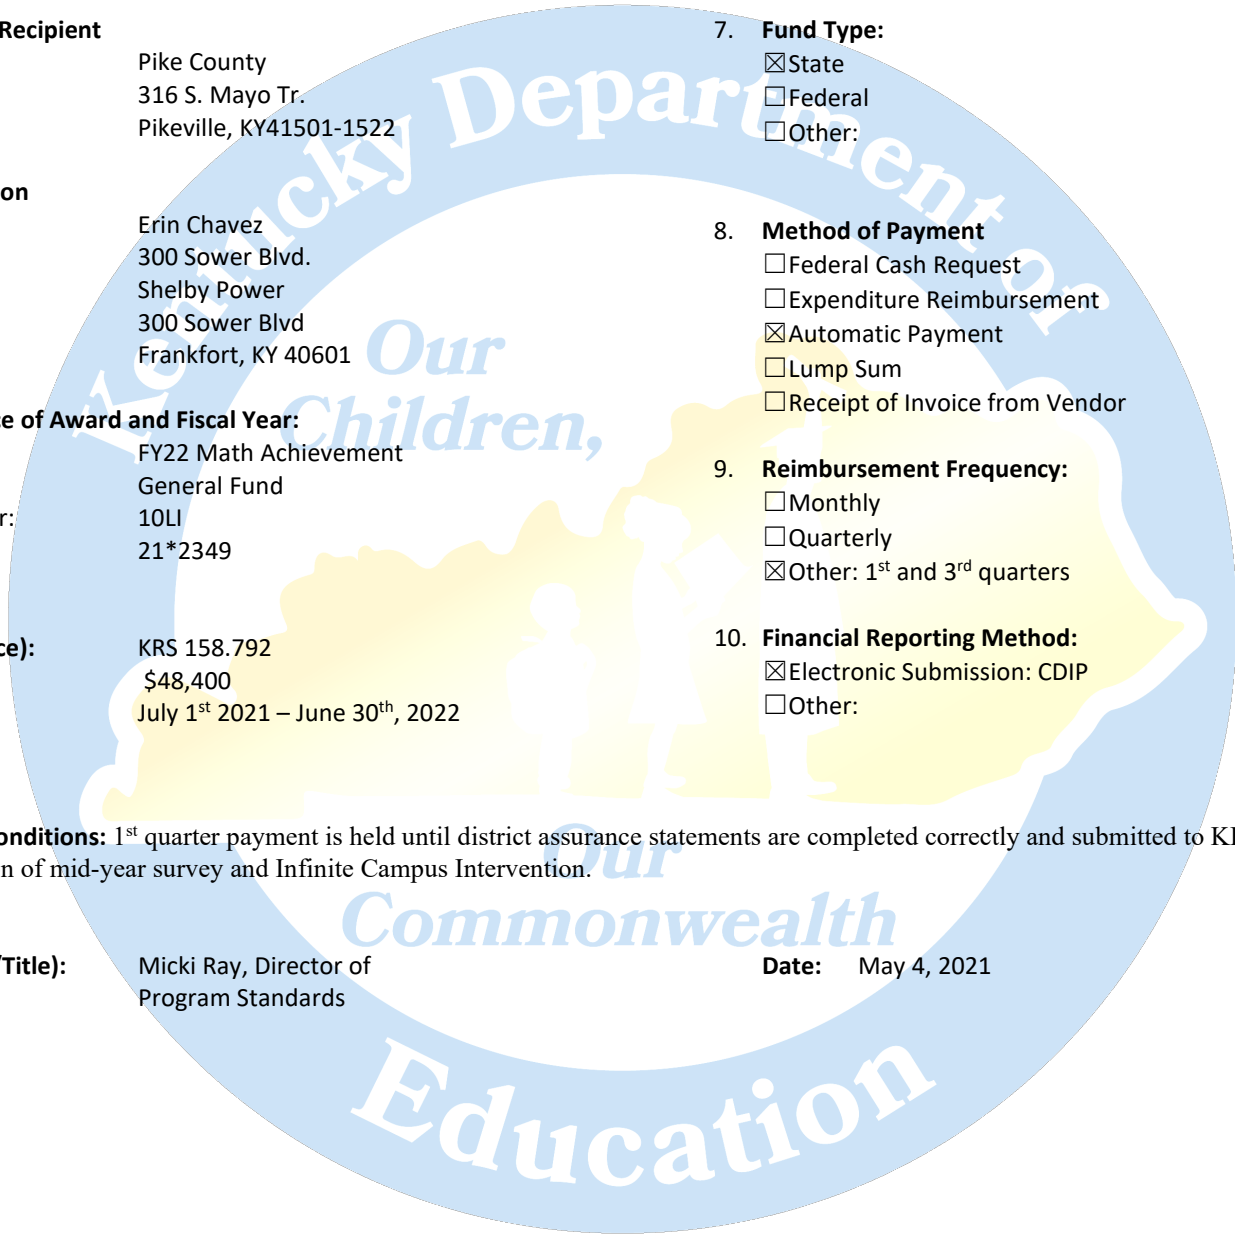 Recipient
Pike County
316 S. Mayo Tr.
Pikeville, KY41501-1522
on
Erin Chavez
300 Sower Blvd.
Shelby Power
300 Sower Blvd
Frankfort, KY 40601
e of Award and Fiscal Year:
FY22 Math Achievement
General Fund
r: 10LI
21*2349
ce): KRS 158.792
$48,400
July 1st 2021 – June 30th, 2022
7. Fund Type:
☒State
☐Federal
☐Other:
8. Method of Payment
☐Federal Cash Request
☐Expenditure Reimbursement
☒Automatic Payment
☐Lump Sum
☐Receipt of Invoice from Vendor
9. Reimbursement Frequency:
☐Monthly
☐Quarterly
☒Other: 1st and 3rd quarters
10. Financial Reporting Method:
☒Electronic Submission: CDIP
☐Other:
onditions: 1st quarter payment is held until district assurance statements are completed correctly and submitted to
n of mid-year survey and Infinite Campus Intervention.
Title): Micki Ray, Director of
Program Standards
Date: May 4, 2021
Kentucky Department of
Education
Our
Children,
Our
Commonwealth